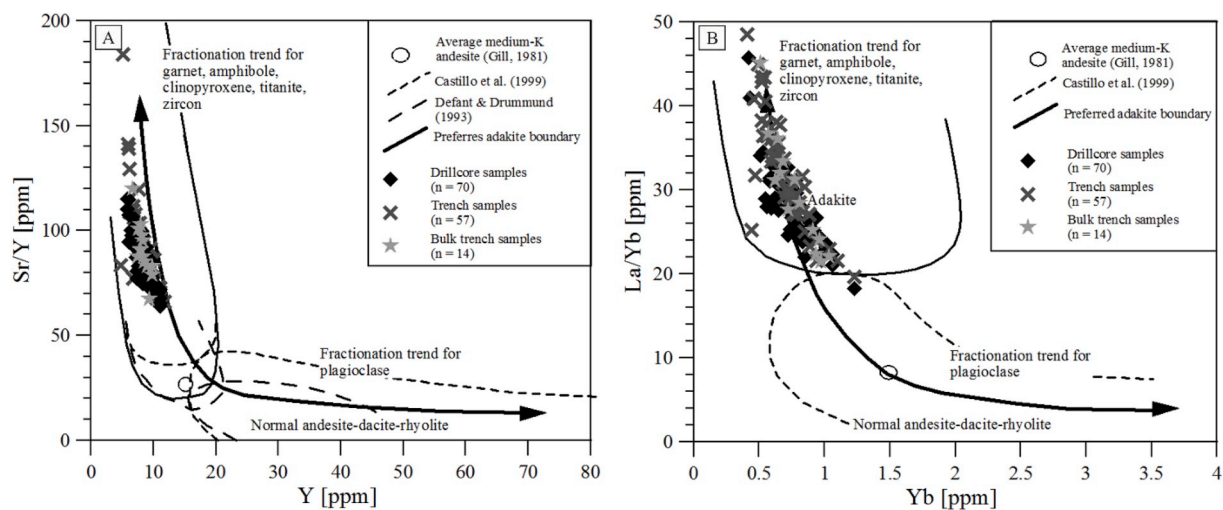 A
Fractionation trend for
garnet, amphibole,
clinopyroxene, titanite,
zircon
Average medium-K
andesite (Gill, 1981)
Castillo et al. (1999)
Defant & Drummund
(1993)
Preferres adakite boundary
Drillcore samples
(n = 70)
Trench samples
(n = 57)
Bulk trench samples
(n = 14)
Fractionation trend for
plagioclase
Normal andesite-dacite-rhyolite
200
150
100
50
0
Sr/Y [ppm]
0 10 20 30 40 50 60 70 80
Y [ppm]
B
Fractionation trend for
garnet, amphibole,
clinopyroxene, titanite,
zircon
Average medium-K
andesite (Gill, 1981)
Castillo et al. (1999)
Preferred adakite boundary
Drillcore samples
(n = 70)
Trench samples
(n = 57)
Bulk trench samples
(n = 14)
Adakite
Fractionation trend for
plagioclase
Normal andesite-dacite-rhyolite
50
40
30
20
10
0
La/Yb [ppm]
0 0.5 1 1.5 2 2.5 3 3.5 4
Yb [ppm]